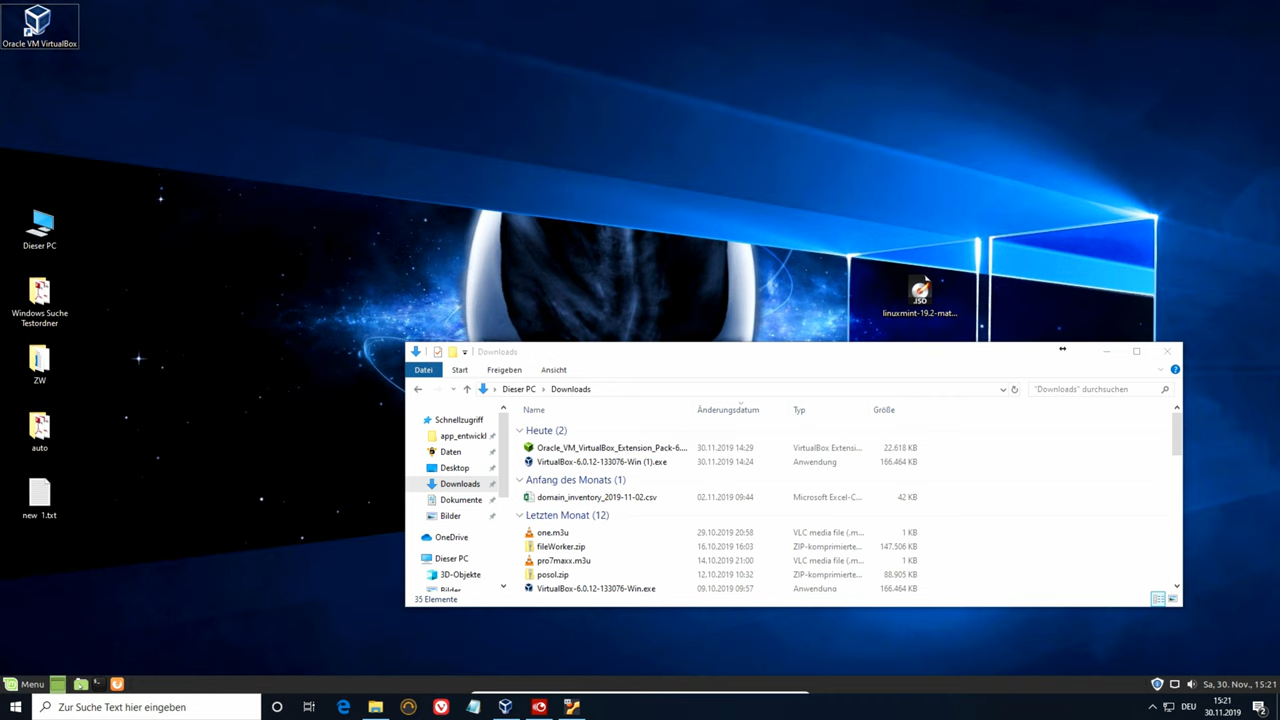 Oracle VM VirtualBox
Dieser PC
Windows Suche
Testordner
ZW
auto
new 1.txt
.ISO
linuxmint-19.2-mat...
Downloads
Datei Start Freigeben Ansicht
Dieser PC Downloads
"Downloads" durchsuchen
Name Änderungsdatum Typ Größe
Schnellzugriff
app_entwickl
Daten
Desktop
Downloads
Dokumente
Bilder
OneDrive
Dieser PC
3D-Objekte
Bilder
Heute (2)
Oracle_VM_VirtualBox_Extension_Pack-6.... 30.11.2019 14:29 VirtualBox Extensi... 22.618 KB
VirtualBox-6.0.12-133076-Win (1).exe 30.11.2019 14:24 Anwendung 166.464 KB
Anfang des Monats (1)
domain_inventory_2019-11-02.csv 02.11.2019 09:44 Microsoft Excel-C... 42 KB
Letzten Monat (12)
one.m3u 29.10.2019 20:58 VLC media file (.m... 1 KB
fileWorker.zip 16.10.2019 16:03 ZIP-komprimierte... 147.506 KB
pro7maxx.m3u 14.10.2019 21:00 VLC media file (.m... 1 KB
posol.zip 12.10.2019 10:32 ZIP-komprimierte... 88.905 KB
VirtualBox-6.0.12-133076-Win.exe 09.10.2019 09:57 Anwendung 166.464 KB
35 Elemente
Menu
Sa, 30. Nov., 15:21
Zur Suche Text hier eingeben
DEU
15:21
30.11.2019
2